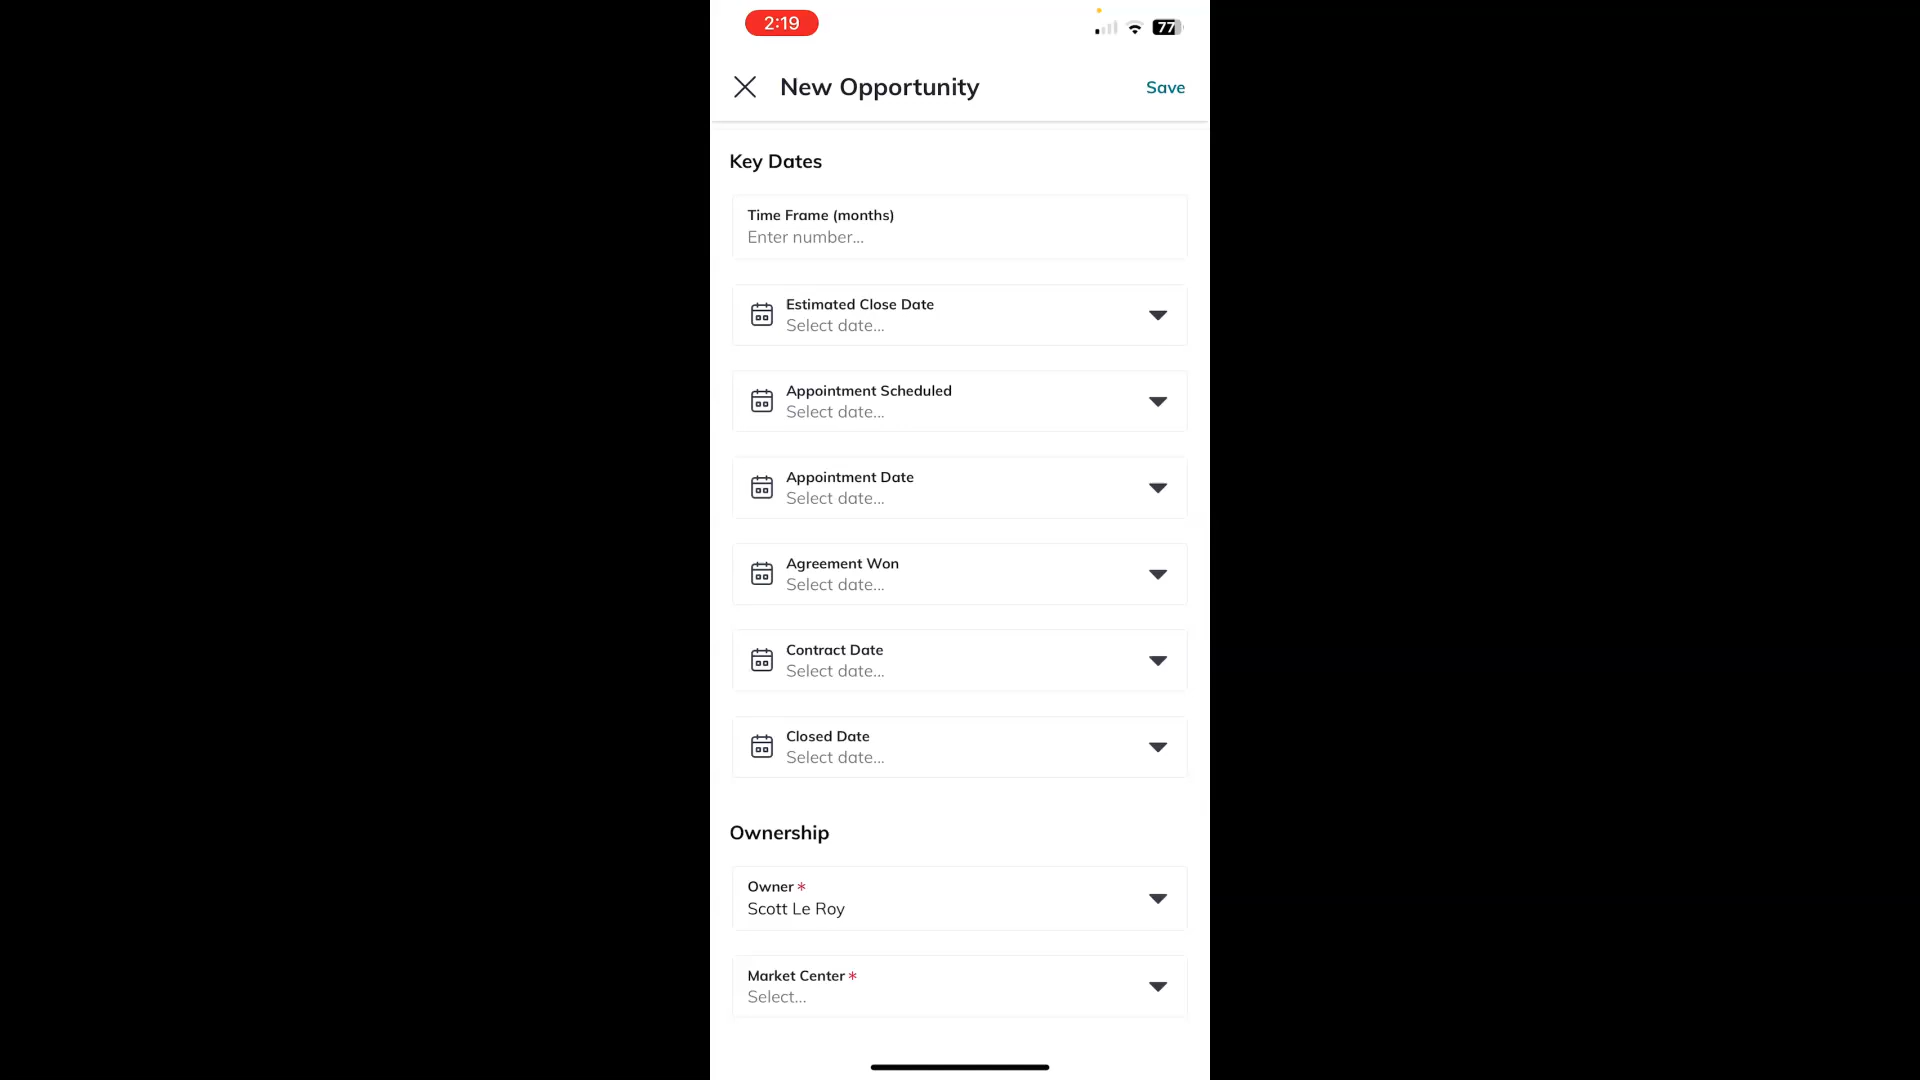 2:19
77
New Opportunity
Save
Key Dates
Time Frame (months)
Enter number...
Estimated Close Date
Select date...
Appointment Scheduled
Select date...
Appointment Date
Select date...
Agreement Won
Select date...
Contract Date
Select date...
Closed Date
Select date...
Ownership
Owner *
Scott Le Roy
Market Center *
Select...